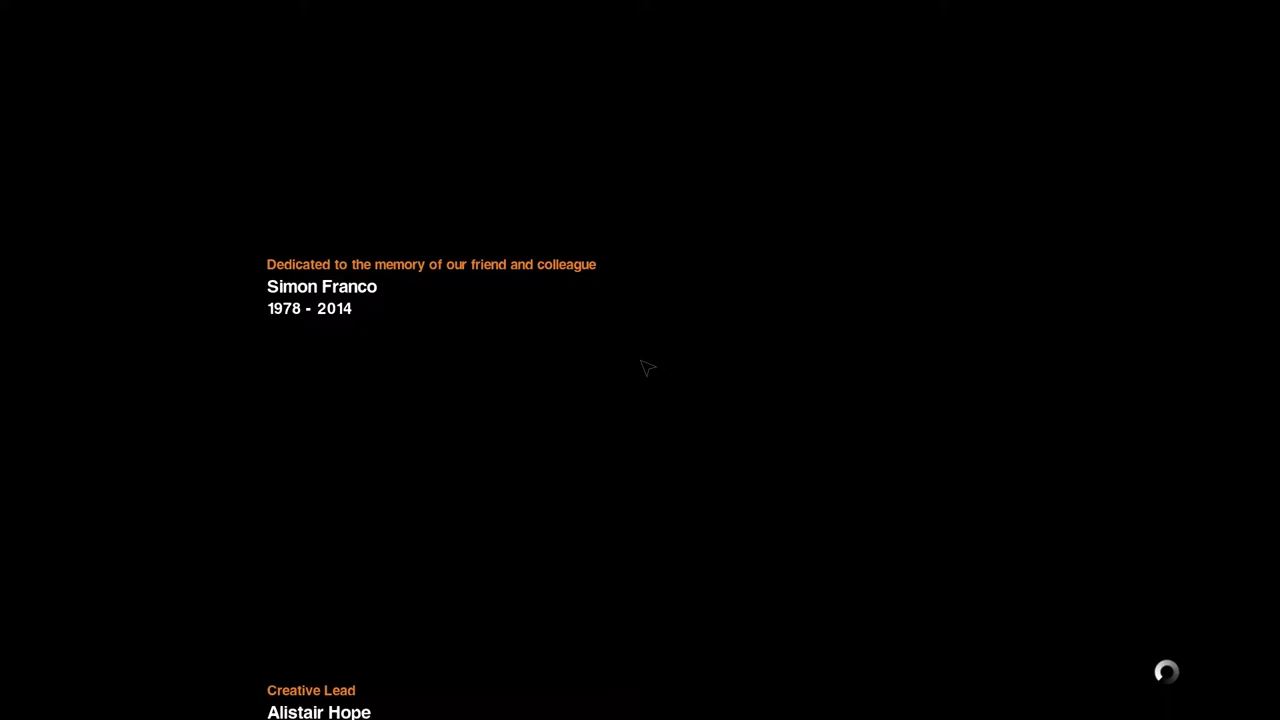 Dedicated to the memory of our friend and colleague
Simon Franco
1978 - 2014
Creative Lead
Alistair Hope